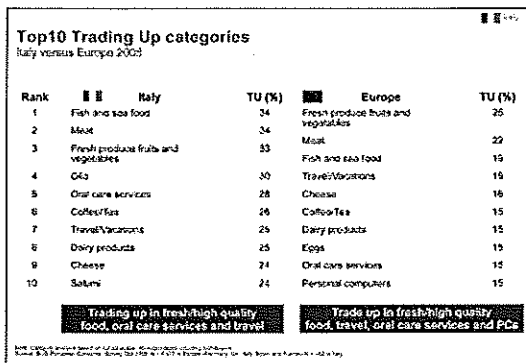 Italy
Top10 Trading Up categories
Italy versus Europe
Rank Italy TU (%) Europe TU (%)
1 Fish and sea food 34 Fresh produce fruits and vegetables 25
2 Meat 34 Meat 22
3 Fresh produce fruits and vegetables 33 Fish and sea food 19
4 Oils 30 Travel/Vacations 19
5 Oral care services 28 Cheese 16
6 Coffee/Tea 26 Coffee/Tea 15
7 Travel/Vacations 25 Dairy products 15
8 Dairy products 25 Eggs 15
9 Cheese 24 Oral care services 15
10 Salumi 24 Personal computers 15
Trading up in fresh/high quality
food, oral care services and travel
Trade up in fresh/high quality
food, travel, oral care services and PCs